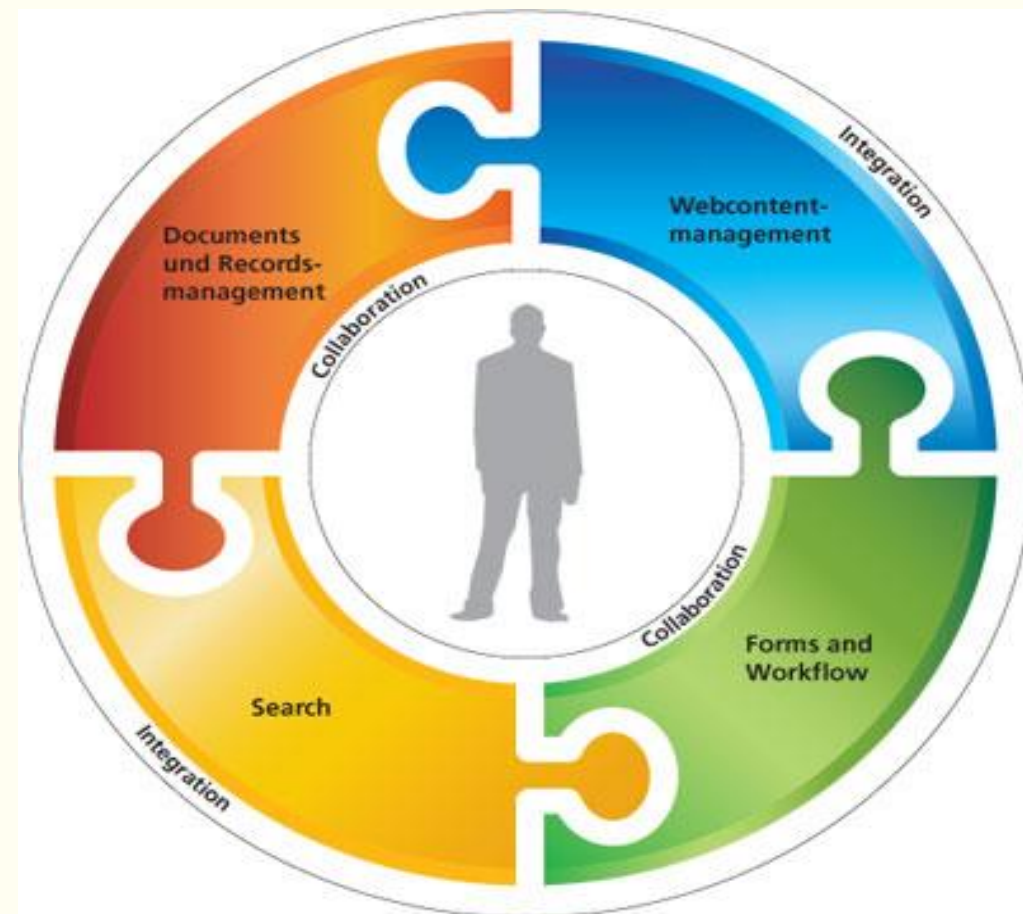 Integration
Webcontent-
management
Documents
und Records-
management
Collaboration
Collaboration
Forms and
Workflow
Search
Integration